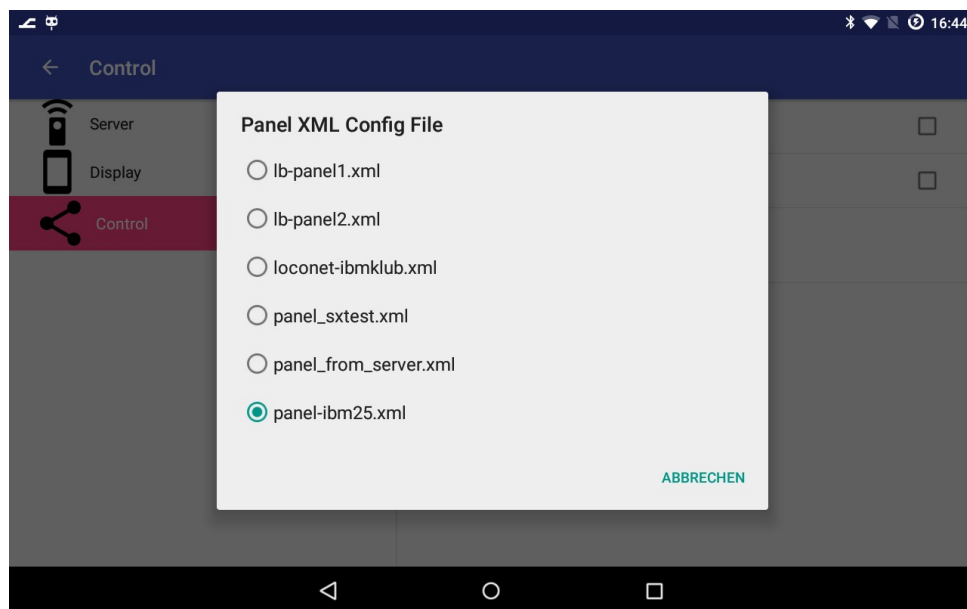 16:44
Control
Server
Display
Control
Panel XML Config File
lb-panel1.xml
lb-panel2.xml
loconet-ibmklub.xml
panel_sxtest.xml
panel_from_server.xml
panel-ibm25.xml
ABBRECHEN